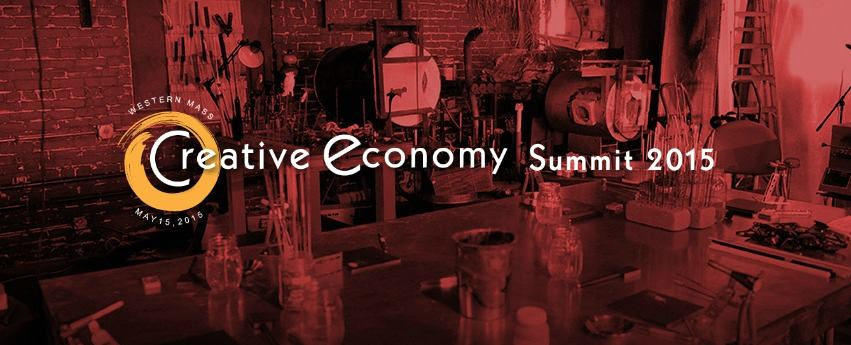 WESTERN MASS
Creative economy Summit 2015
MAY 15, 2015